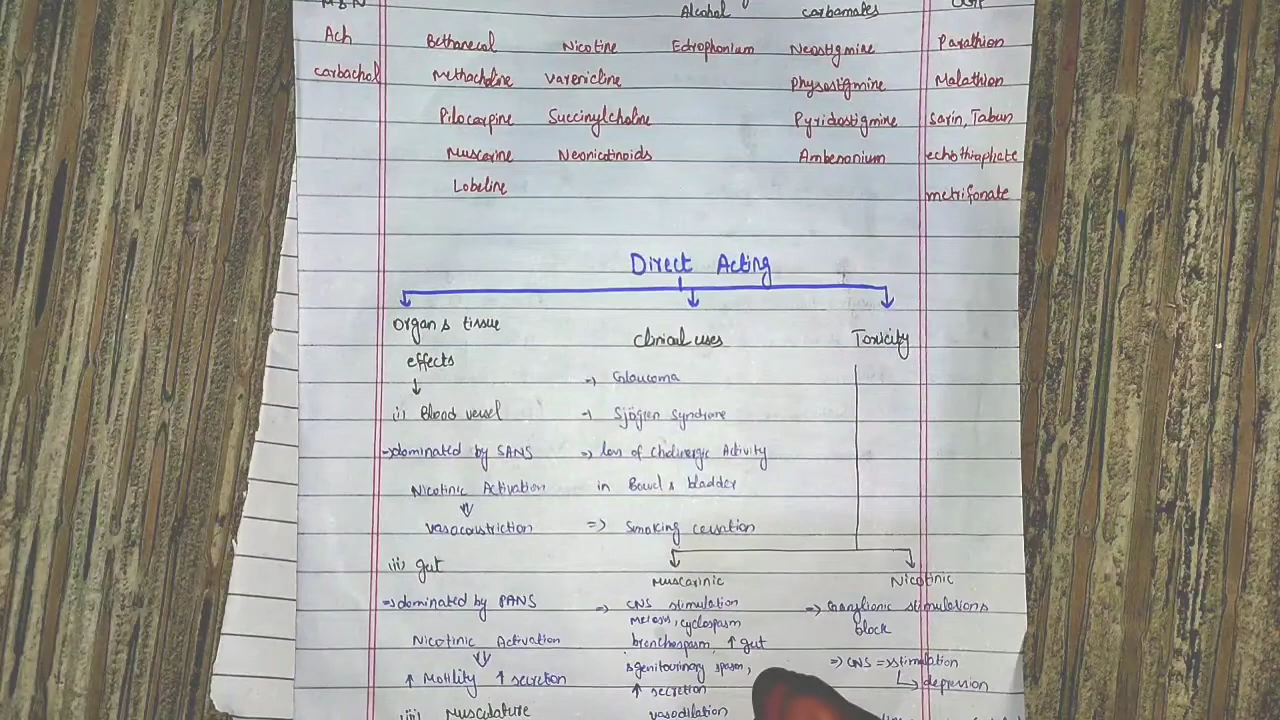 M & N
Alcohol carbamates OGP
Ach Bethanecol Nicotine Edrophonium Neostigmine Parathion
carbachol Methacholine varenicline Physostigmine Malathion
Pilocarpine Succinylcholine Pyridostigmine Sarin, Tabun
Muscarine Neonicotinoids Ambenonium echothiaphate
Lobeline metrifonate
Direct Acting
organ & tissue
effects
Clinical uses
Toxicity
(i) Blood vessel
→dominated by SANS
Nicotinic Activation
vasoconstriction
(ii) gut
⇒dominated by PANS
Nicotinic Activation
↑ Motility ↑ secretion
(iii) Musculature
⇒ Glaucoma
→ Sjögren Syndrome
⇒ loss of cholinergic Activity
in Bowel & bladder
⇒ Smoking cessation
Muscarinic
⇒ CNS stimulation
meiosis, cyclospasm
bronchospasm, ↑ gut
& genitourinary spasm,
↑ secretion
vasodilation
Nicotinic
⇒ Ganglionic stimulation &
block
⇒ CNS ⇒ stimulation
↳ depression